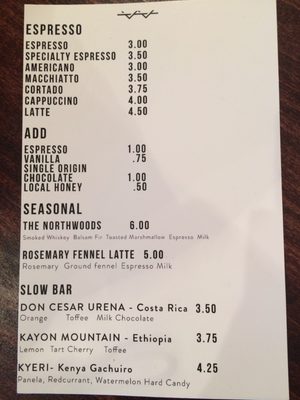 ESPRESSO
ESPRESSO 3.00
SPECIALTY ESPRESSO 3.50
AMERICANO 3.00
MACCHIATTO 3.50
CORTADO 3.75
CAPPUCCINO 4.00
LATTE 4.50
ADD
ESPRESSO 1.00
VANILLA .75
SINGLE ORIGIN
CHOCOLATE 1.00
LOCAL HONEY .50
SEASONAL
THE NORTHWOODS 6.00
Smoked Whiskey Balsam Fir Toasted Marshmallow Espresso Milk
ROSEMARY FENNEL LATTE 5.00
Rosemary Ground fennel Espresso Milk
SLOW BAR
DON CESAR URENA - Costa Rica 3.50
Orange Toffee Milk Chocolate
KAYON MOUNTAIN - Ethiopia 3.75
Lemon Tart Cherry Toffee
KYERI- Kenya Gachuiro 4.25
Panela, Redcurrant, Watermelon Hard Candy